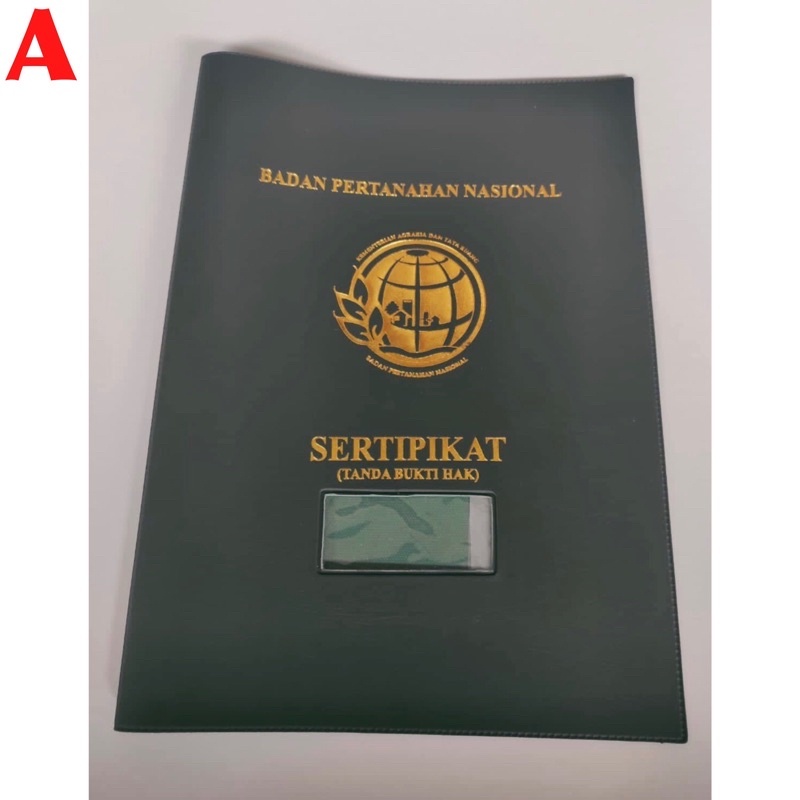 A
BADAN PERTANAHAN NASIONAL
KEMENTERIAN AGRARIA DAN TATA RUANG
BADAN PERTANAHAN NASIONAL
SERTIPIKAT
(TANDA BUKTI HAK)